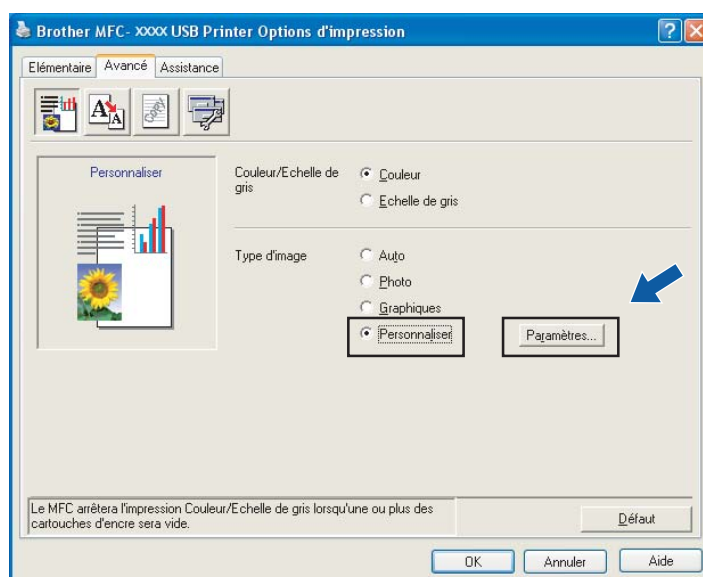 Brother MFC- XXXX USB Printer Options d'impression
Elémentaire Avancé Assistance
Personnaliser
Couleur/Echelle de
gris
Couleur
Echelle de gris
Type d'image
Auto
Photo
Graphiques
Personnaliser
Paramètres...
Le MFC arrêtera l'impression Couleur/Echelle de gris lorsqu'une ou plus des
cartouches d'encre sera vide.
Défaut
OK Annuler Aide